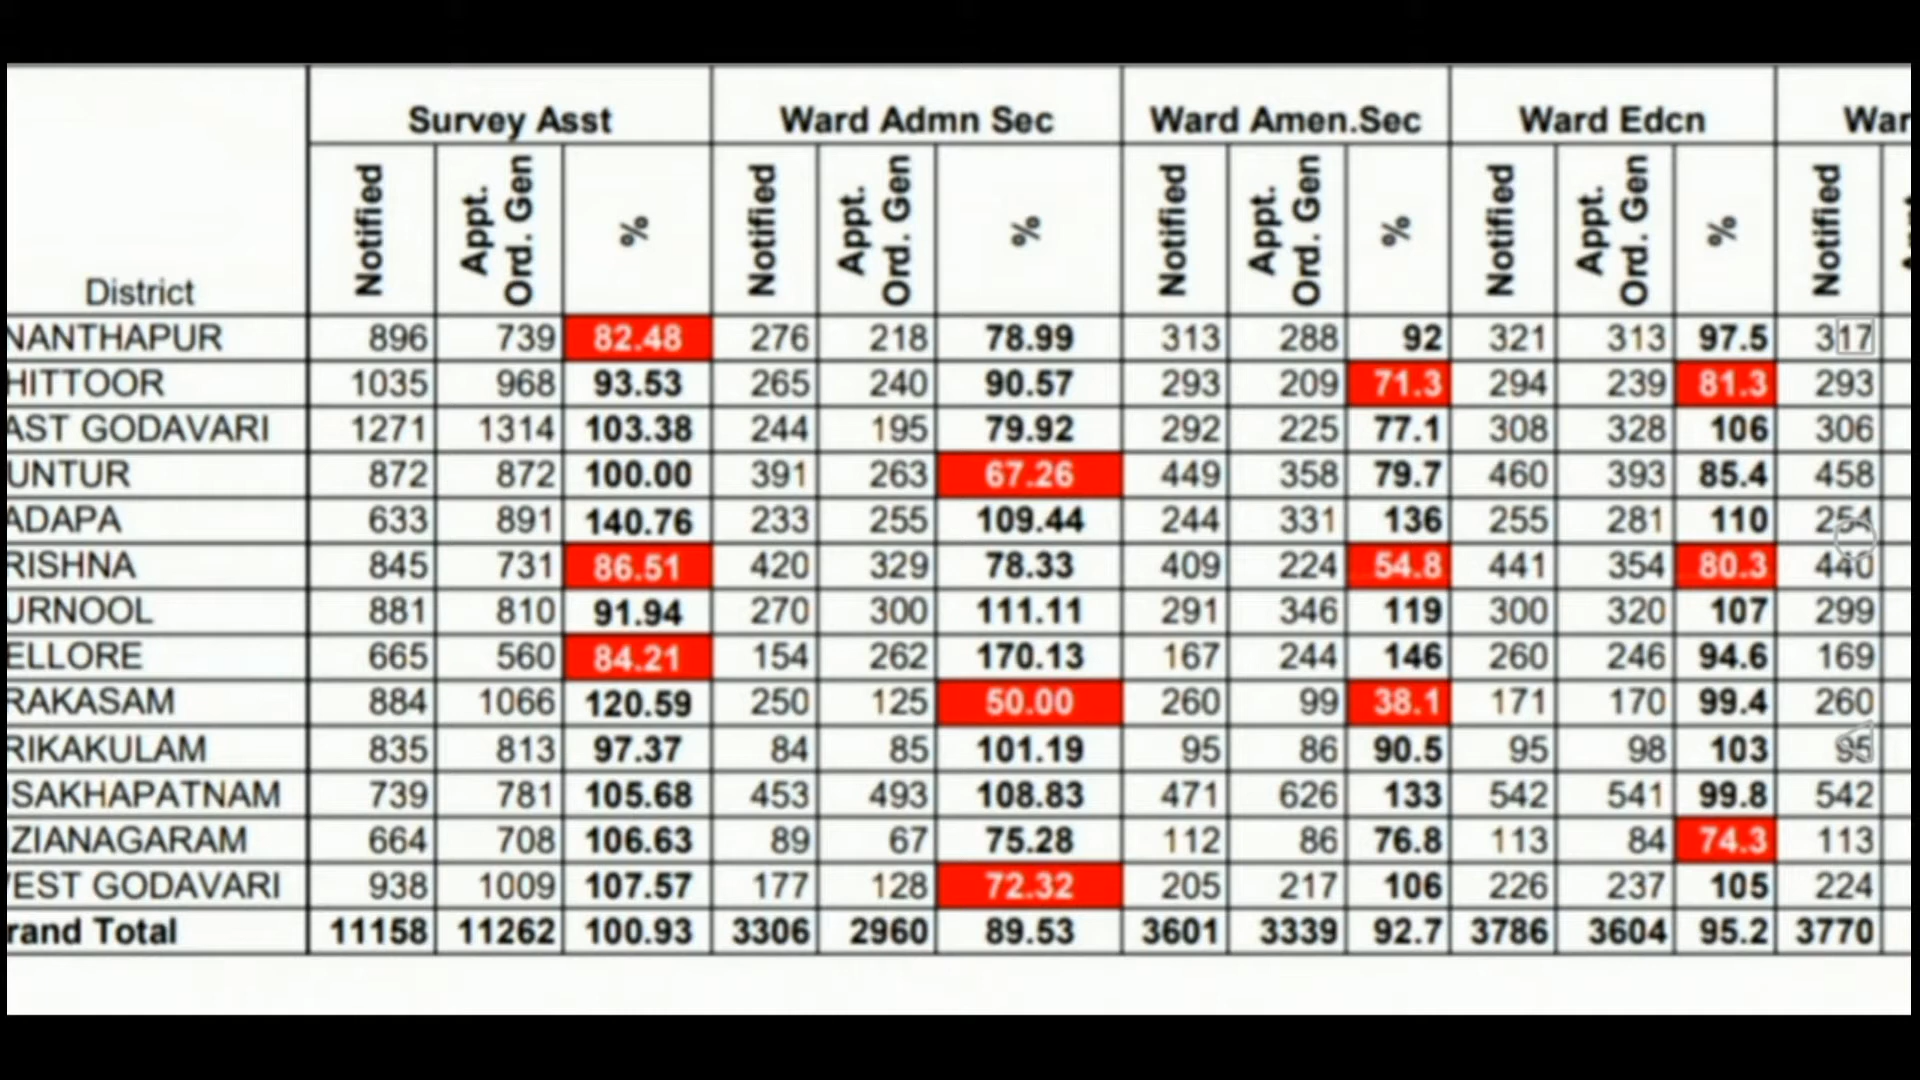 Survey Asst Ward Admn Sec Ward Amen.Sec Ward Edcn War
District Notified Appt. Ord. Gen % Notified Appt. Ord. Gen % Notified Appt. Ord. Gen % Notified Appt. Ord. Gen % Notified
NANTHAPUR 896 739 82.48 276 218 78.99 313 288 92 321 313 97.5 317
HITTOOR 1035 968 93.53 265 240 90.57 293 209 71.3 294 239 81.3 293
AST GODAVARI 1271 1314 103.38 244 195 79.92 292 225 77.1 308 328 106 306
UNTUR 872 872 100.00 391 263 67.26 449 358 79.7 460 393 85.4 458
ADAPA 633 891 140.76 233 255 109.44 244 331 136 255 281 110 254
RISHNA 845 731 86.51 420 329 78.33 409 224 54.8 441 354 80.3 440
URNOOL 881 810 91.94 270 300 111.11 291 346 119 300 320 107 299
ELLORE 665 560 84.21 154 262 170.13 167 244 146 260 246 94.6 169
RAKASAM 884 1066 120.59 250 125 50.00 260 99 38.1 171 170 99.4 260
RIKAKULAM 835 813 97.37 84 85 101.19 95 86 90.5 95 98 103 95
SAKHAPATNAM 739 781 105.68 453 493 108.83 471 626 133 542 541 99.8 542
ZIANAGARAM 664 708 106.63 89 67 75.28 112 86 76.8 113 84 74.3 113
EST GODAVARI 938 1009 107.57 177 128 72.32 205 217 106 226 237 105 224
rand Total 11158 11262 100.93 3306 2960 89.53 3601 3339 92.7 3786 3604 95.2 3770